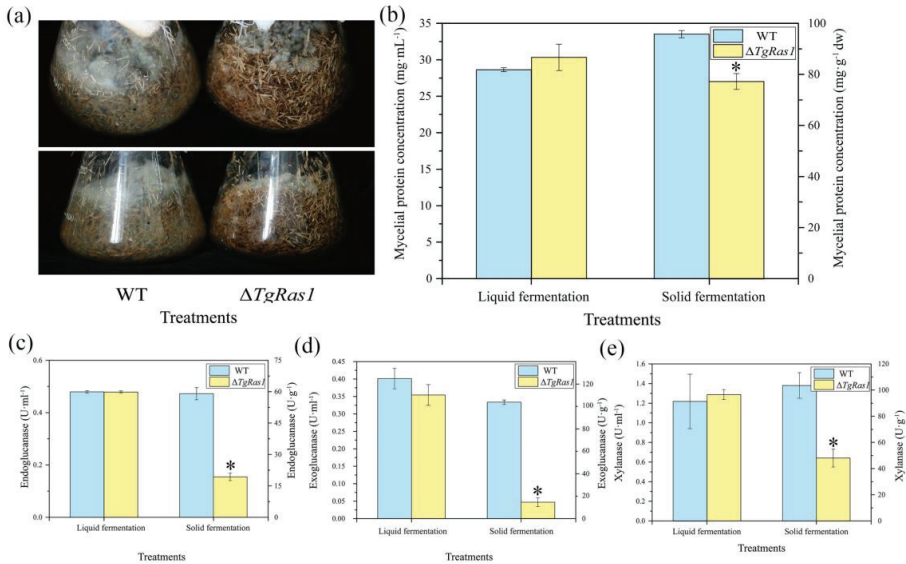 (a)
WT
ΔTgRas1
Treatments
(b)
Mycelial protein concentration (mg·mL⁻¹)
35
30
25
20
15
10
5
0
WT
ΔTgRas1
*
100
80
60
40
20
0
Mycelial protein concentration (mg·g⁻¹ dw)
Liquid fermentation
Solid fermentation
Treatments
(c)
Endoglucanase (U·ml⁻¹)
0.6
0.4
0.2
0.0
WT
ΔTgRas1
*
75
60
45
30
15
0
Endoglucanase (U·g⁻¹)
Liquid fermentation
Solid fermentation
Treatments
(d)
Exoglucanase (U·ml⁻¹)
0.45
0.40
0.35
0.30
0.25
0.20
0.15
0.10
0.05
0.00
WT
ΔTgRas1
*
120
100
80
60
40
20
0
Exoglucanase (U·g⁻¹)
Liquid fermentation
Solid fermentation
Treatments
(e)
Xylanase (U·ml⁻¹)
1.6
1.4
1.2
1.0
0.8
0.6
0.4
0.2
0.0
WT
ΔTgRas1
*
120
100
80
60
40
20
0
Xylanase (U·g⁻¹)
Liquid fermentation
Solid fermentation
Treatments